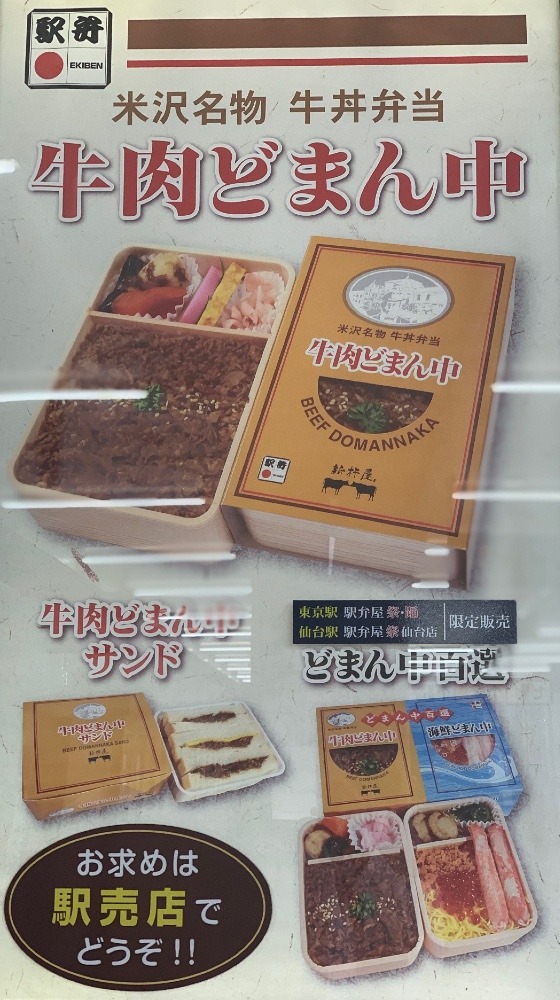 駅弁
EKIBEN
米沢名物 牛丼弁当
牛肉どまん中
米沢名物 牛丼弁当
牛肉どまん中
BEEF DOMANNAKA
駅弁
新杵屋
牛肉どまん中
サンド
牛肉どまん中
サンド
BEEF DOMANNAKA SAND
東京駅 駅弁屋 祭・踊
仙台駅 駅弁屋 祭 仙台店
限定販売
どまん中百選
どまん中百選
牛肉どまん中
海鮮どまん中
お求めは
駅売店で
どうぞ!!